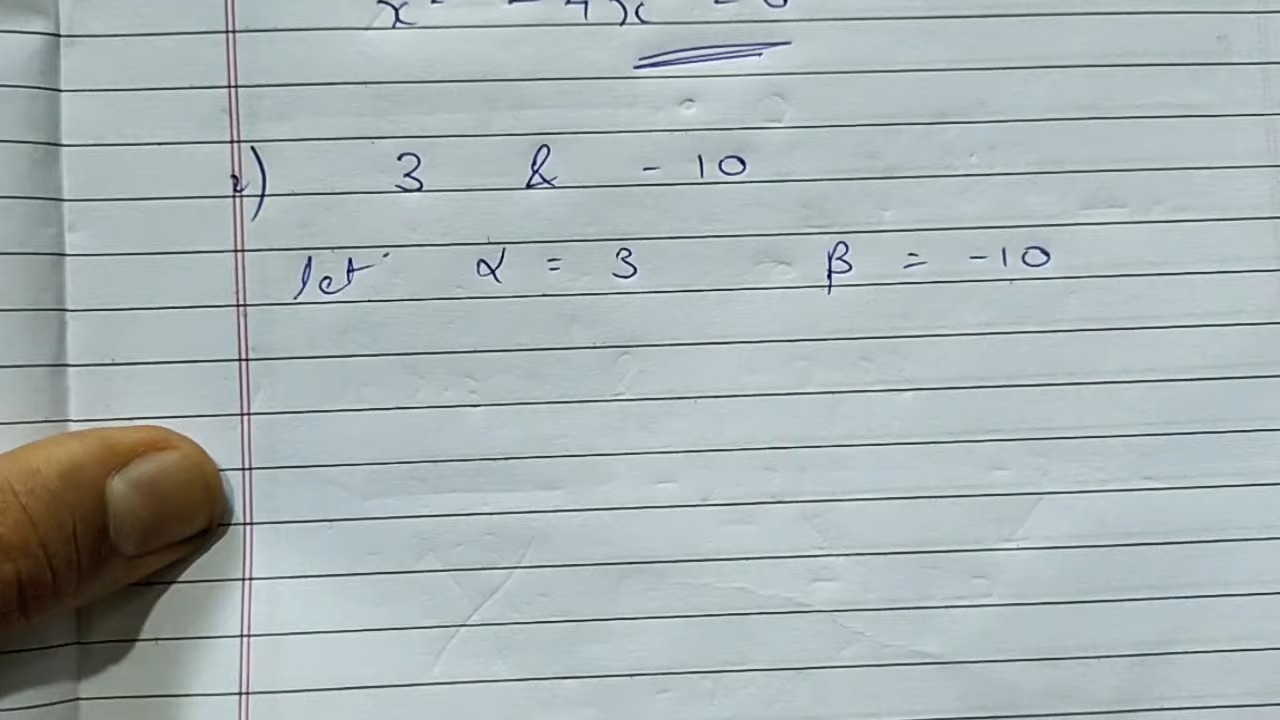 2) 3 & - 10
let α = 3 β = -10